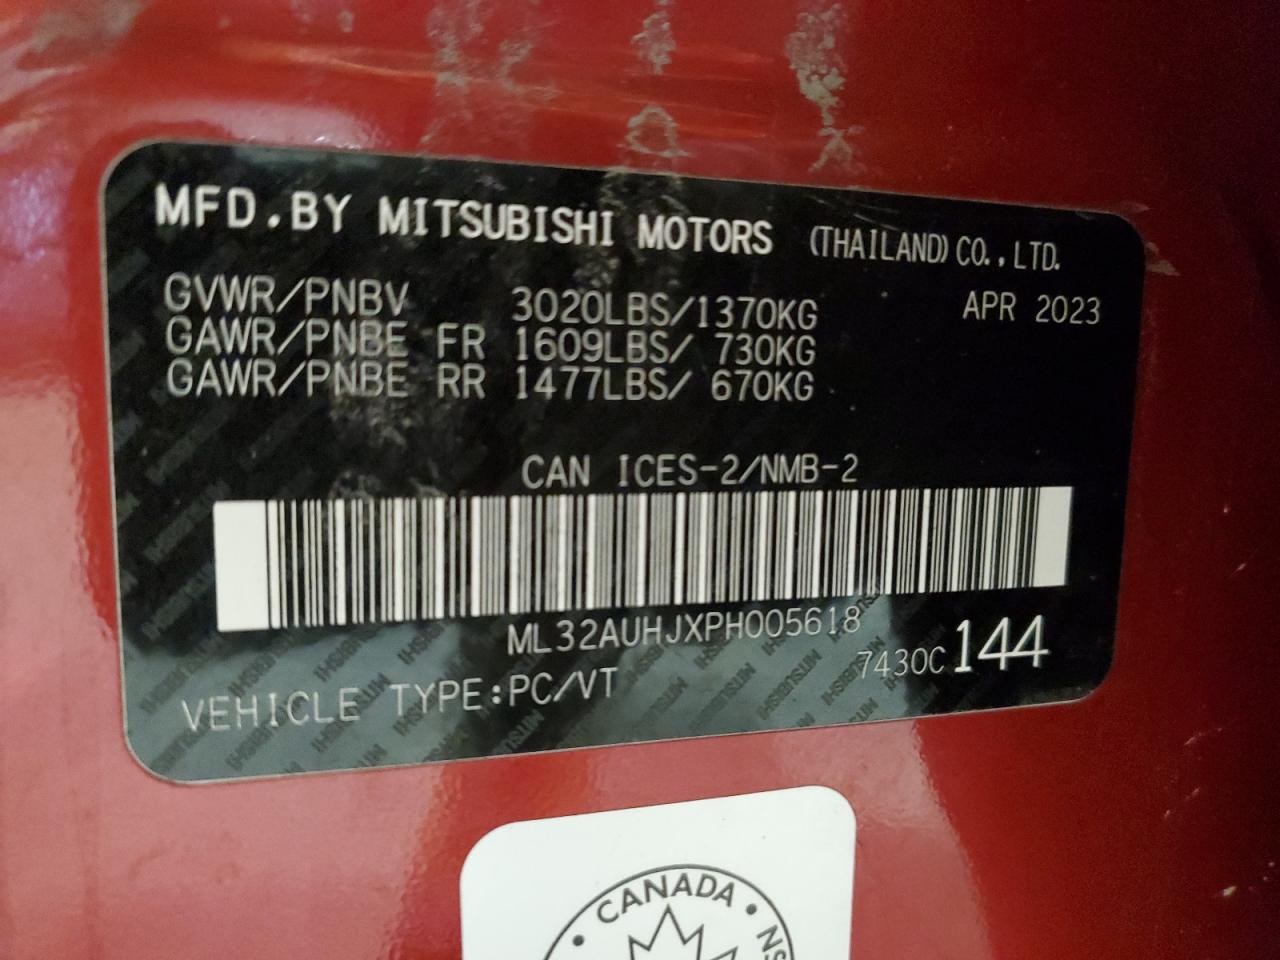 MFD.BY MITSUBISHI MOTORS (THAILAND) CO.,LTD.
GVWR/PNBV 3020LBS/1370KG APR 2023
GAWR/PNBE FR 1609LBS/ 730KG
GAWR/PNBE RR 1477LBS/ 670KG
CAN ICES-2/NMB-2
ML32AUHJXPH005618
7430C 144
VEHICLE TYPE:PC/VT
• CANADA •